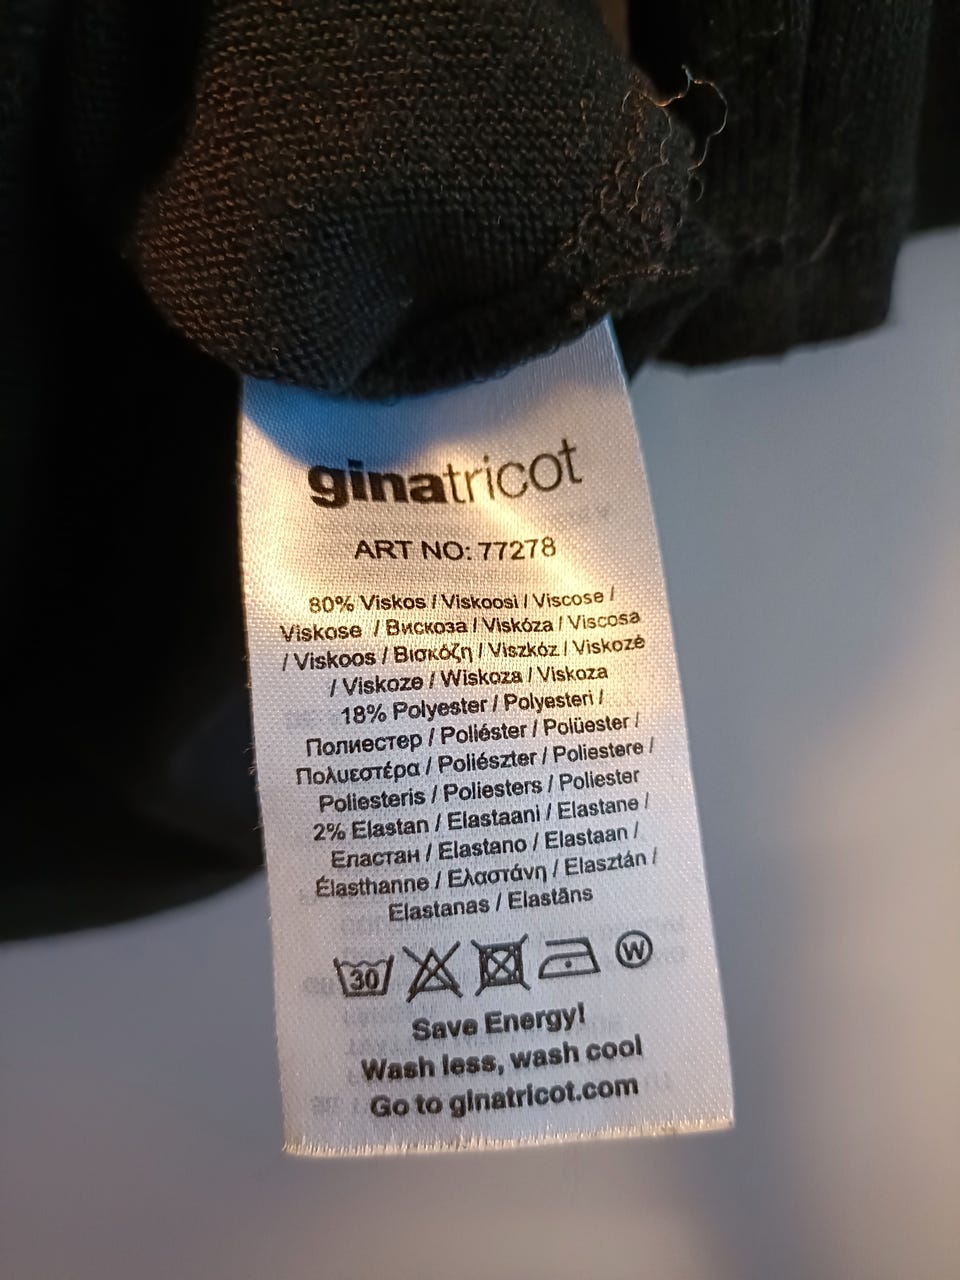 ginatricot
ART NO: 77278
80% Viskos / Viskoosi / Viscose /
Viskose / Вискоза / Viskóza / Viscosa
/ Viskoos / Βισκόζη / Viszkóz / Viskozė
/ Viskoze / Wiskoza / Viskoza
18% Polyester / Polyesteri /
Полиестер / Poliéster / Polüester /
Πολυεστέρα / Poliészter / Poliestere /
Poliesteris / Poliesters / Poliester
2% Elastan / Elastaani / Elastane /
Еластан / Elastano / Elastaan /
Élasthanne / Ελαστάνη / Elasztán /
Elastanas / Elastāns
30 W
Save Energy!
Wash less, wash cool
Go to ginatricot.com